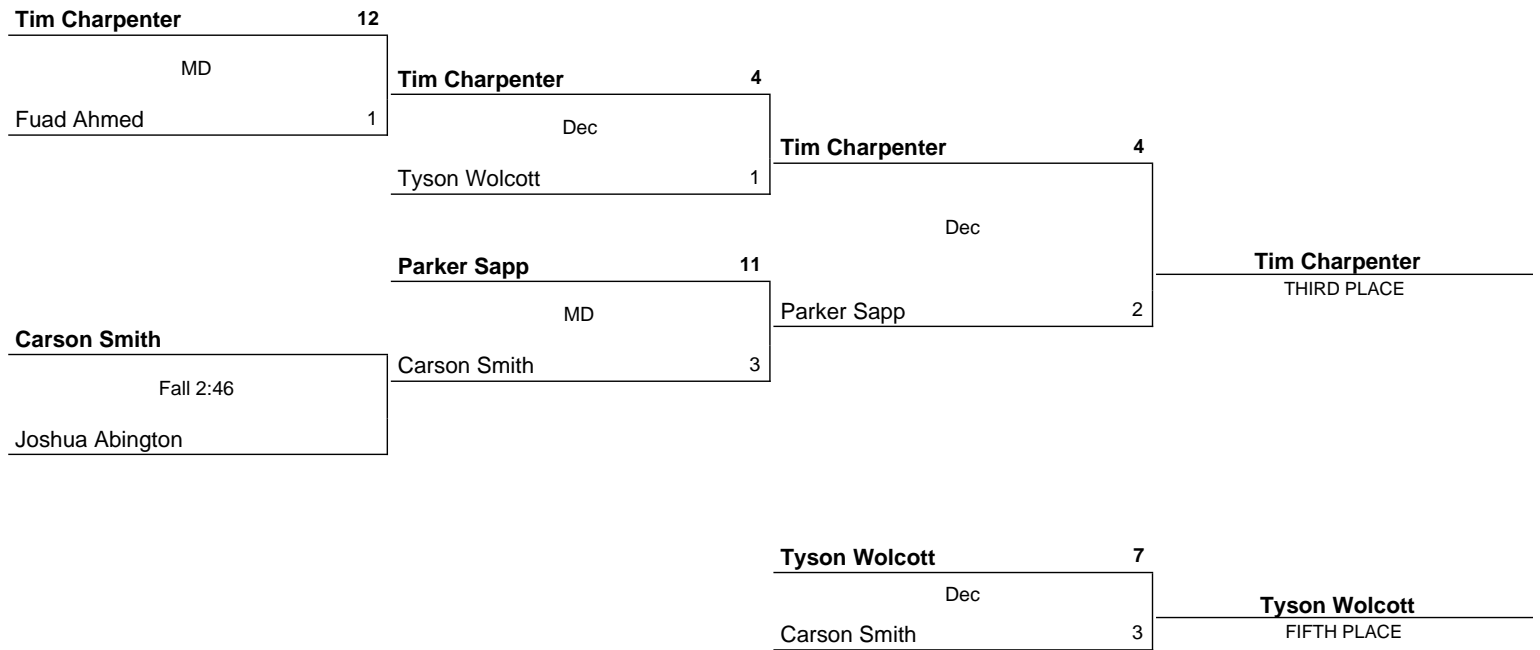 Tim Charpenter 12
MD
Fuad Ahmed 1
Tim Charpenter 4
Dec
Tyson Wolcott 1
Tim Charpenter 4
Dec
Parker Sapp 11
MD
Carson Smith 3
Parker Sapp 2
Tim Charpenter
THIRD PLACE
Carson Smith
Fall 2:46
Joshua Abington
Tyson Wolcott 7
Dec
Carson Smith 3
Tyson Wolcott
FIFTH PLACE